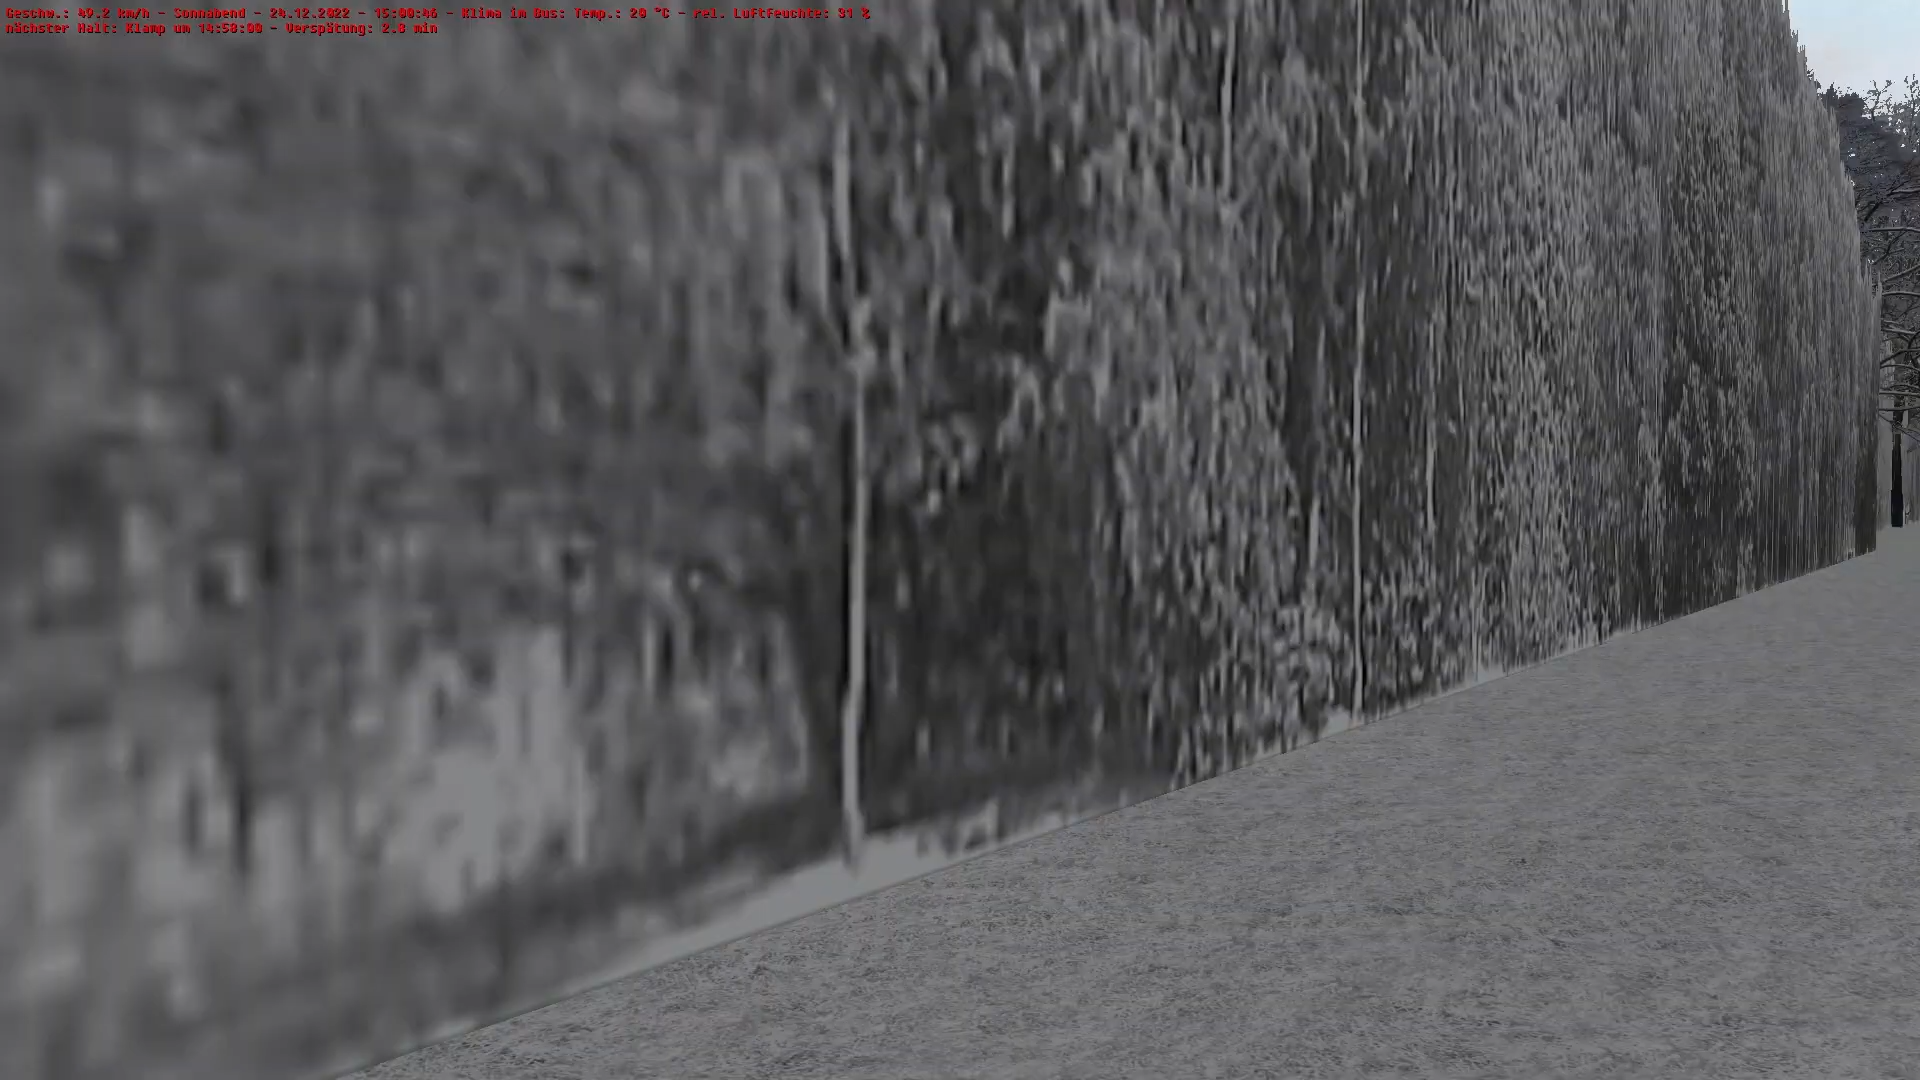 Geschw.: 49.2 km/h - Sonnabend - 24.12.2022 - 15:00:46 - Klima im Bus: Temp.: 20 °C - rel. Luftfeuchte: 31 %
nächster Halt: Klamp um 14:58:00 - Verspätung: 2.8 min